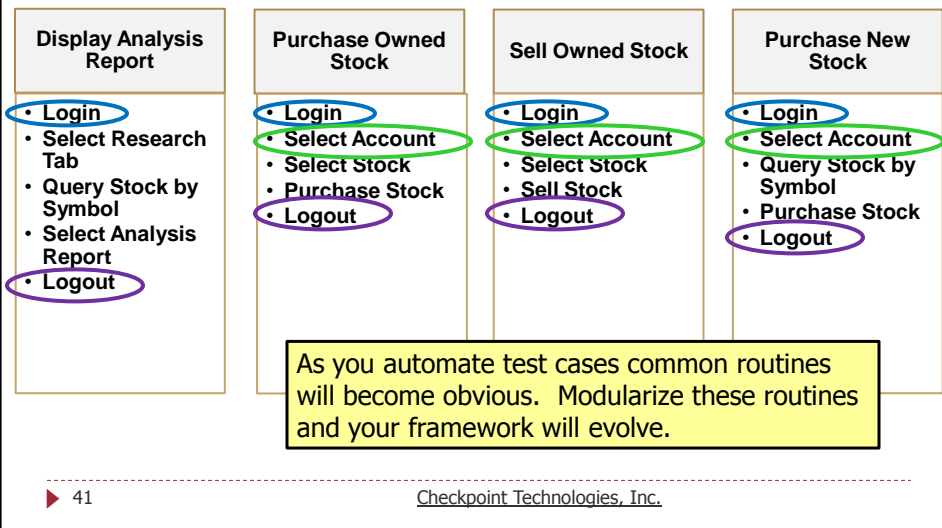 Display Analysis
Report
• Login
• Select Research
Tab
• Query Stock by
Symbol
• Select Analysis
Report
• Logout
Purchase Owned
Stock
• Login
• Select Account
• Select Stock
• Purchase Stock
• Logout
Sell Owned Stock
• Login
• Select Account
• Select Stock
• Sell Stock
• Logout
Purchase New
Stock
• Login
• Select Account
• Query Stock by
Symbol
• Purchase Stock
• Logout
As you automate test cases common routines
will become obvious. Modularize these routines
and your framework will evolve.
41
Checkpoint Technologies, Inc.